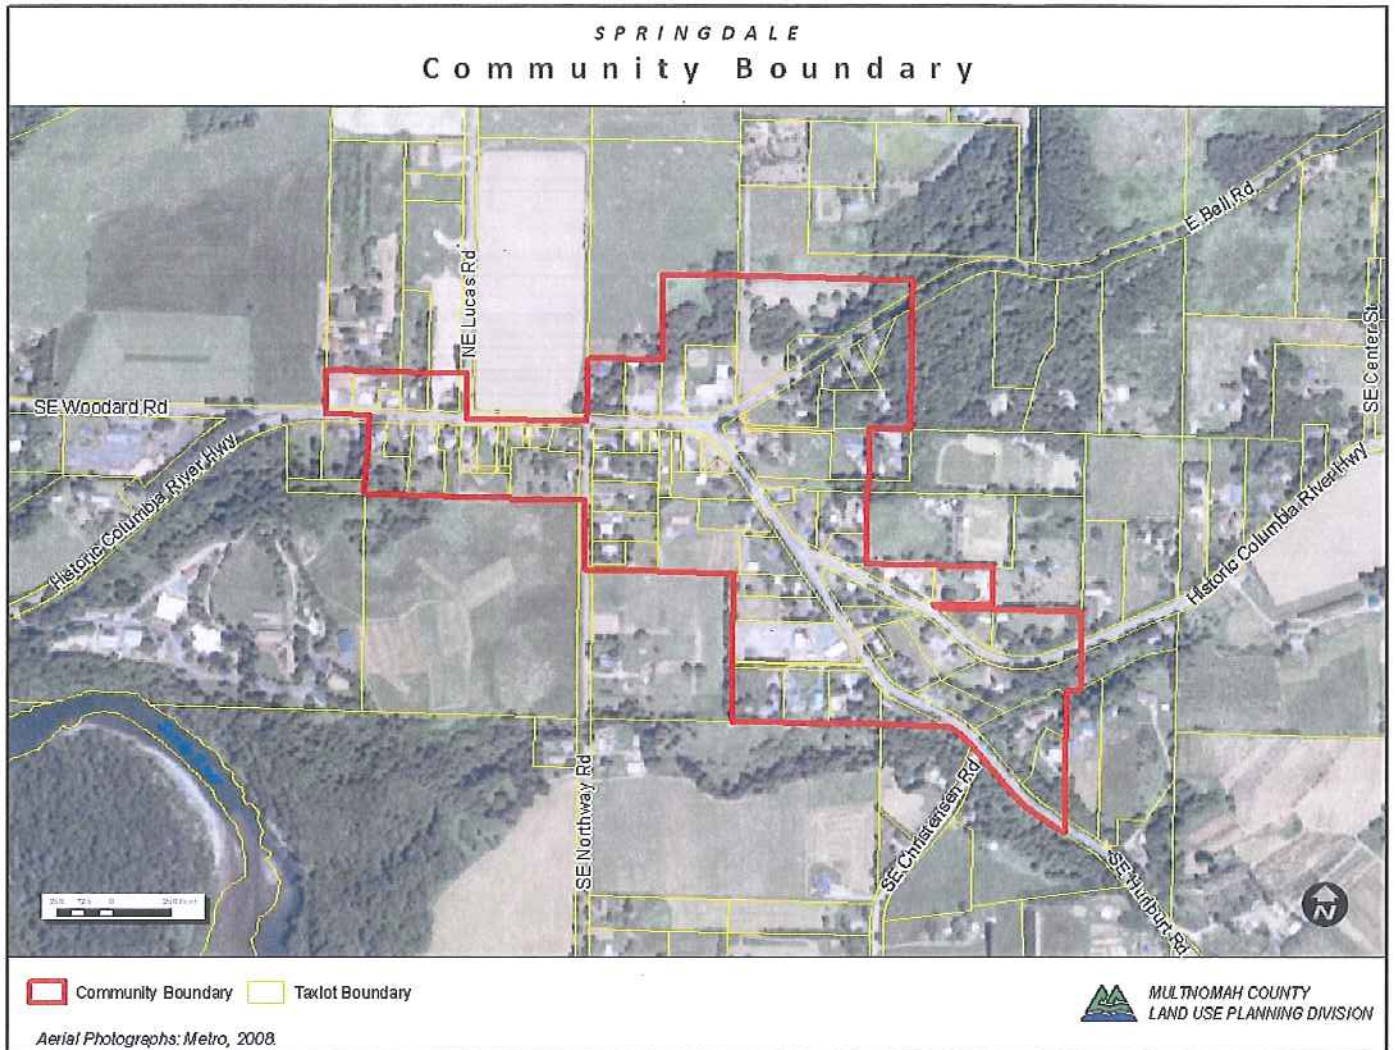 SPRINGDALE
Community Boundary
E Bell Rd
NE Lucas Rd
SE Center St
SE Woodard Rd
Historic Columbia River Hwy
Historic Columbia River Hwy
SE Northway Rd
SE Christensen Rd
SE Hurlburt Rd
N
Community Boundary
Taxlot Boundary
MULTNOMAH COUNTY
LAND USE PLANNING DIVISION
Aerial Photographs: Metro, 2008.